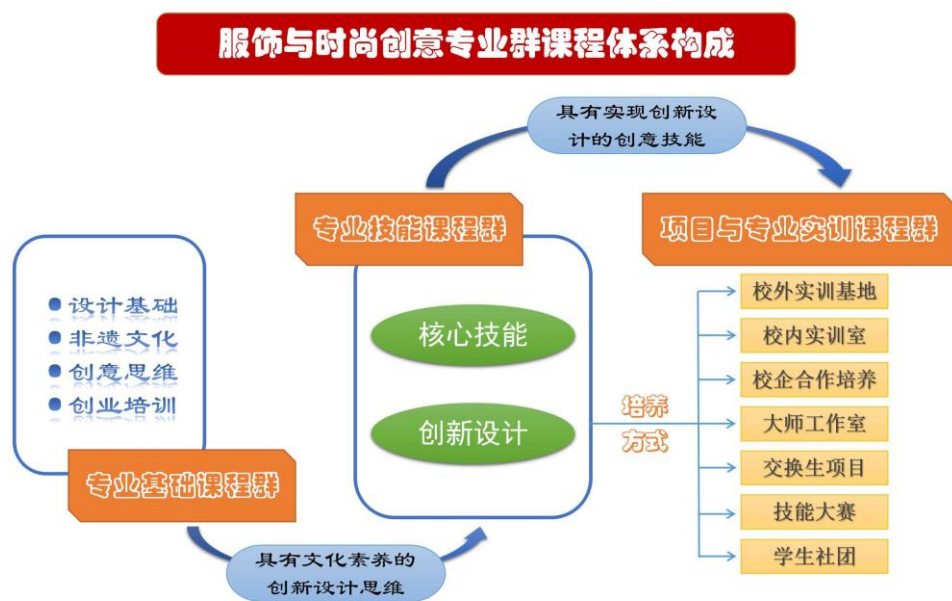 服饰与时尚创意专业群课程体系构成
具有实现创新设
计的创意技能
专业技能课程群
项目与专业实训课程群
设计基础
非遗文化
创意思维
创业培训
专业基础课程群
核心技能
创新设计
培养
方式
校外实训基地
校内实训室
校企合作培养
大师工作室
交换生项目
技能大赛
学生社团
具有文化素养的
创新设计思维